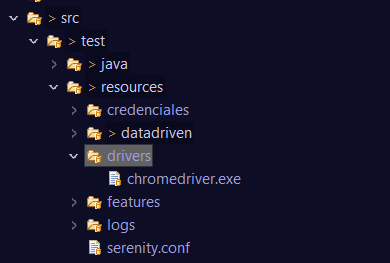 > src
> test
> java
> resources
credenciales
> datadriven
drivers
chromedriver.exe
features
logs
serenity.conf